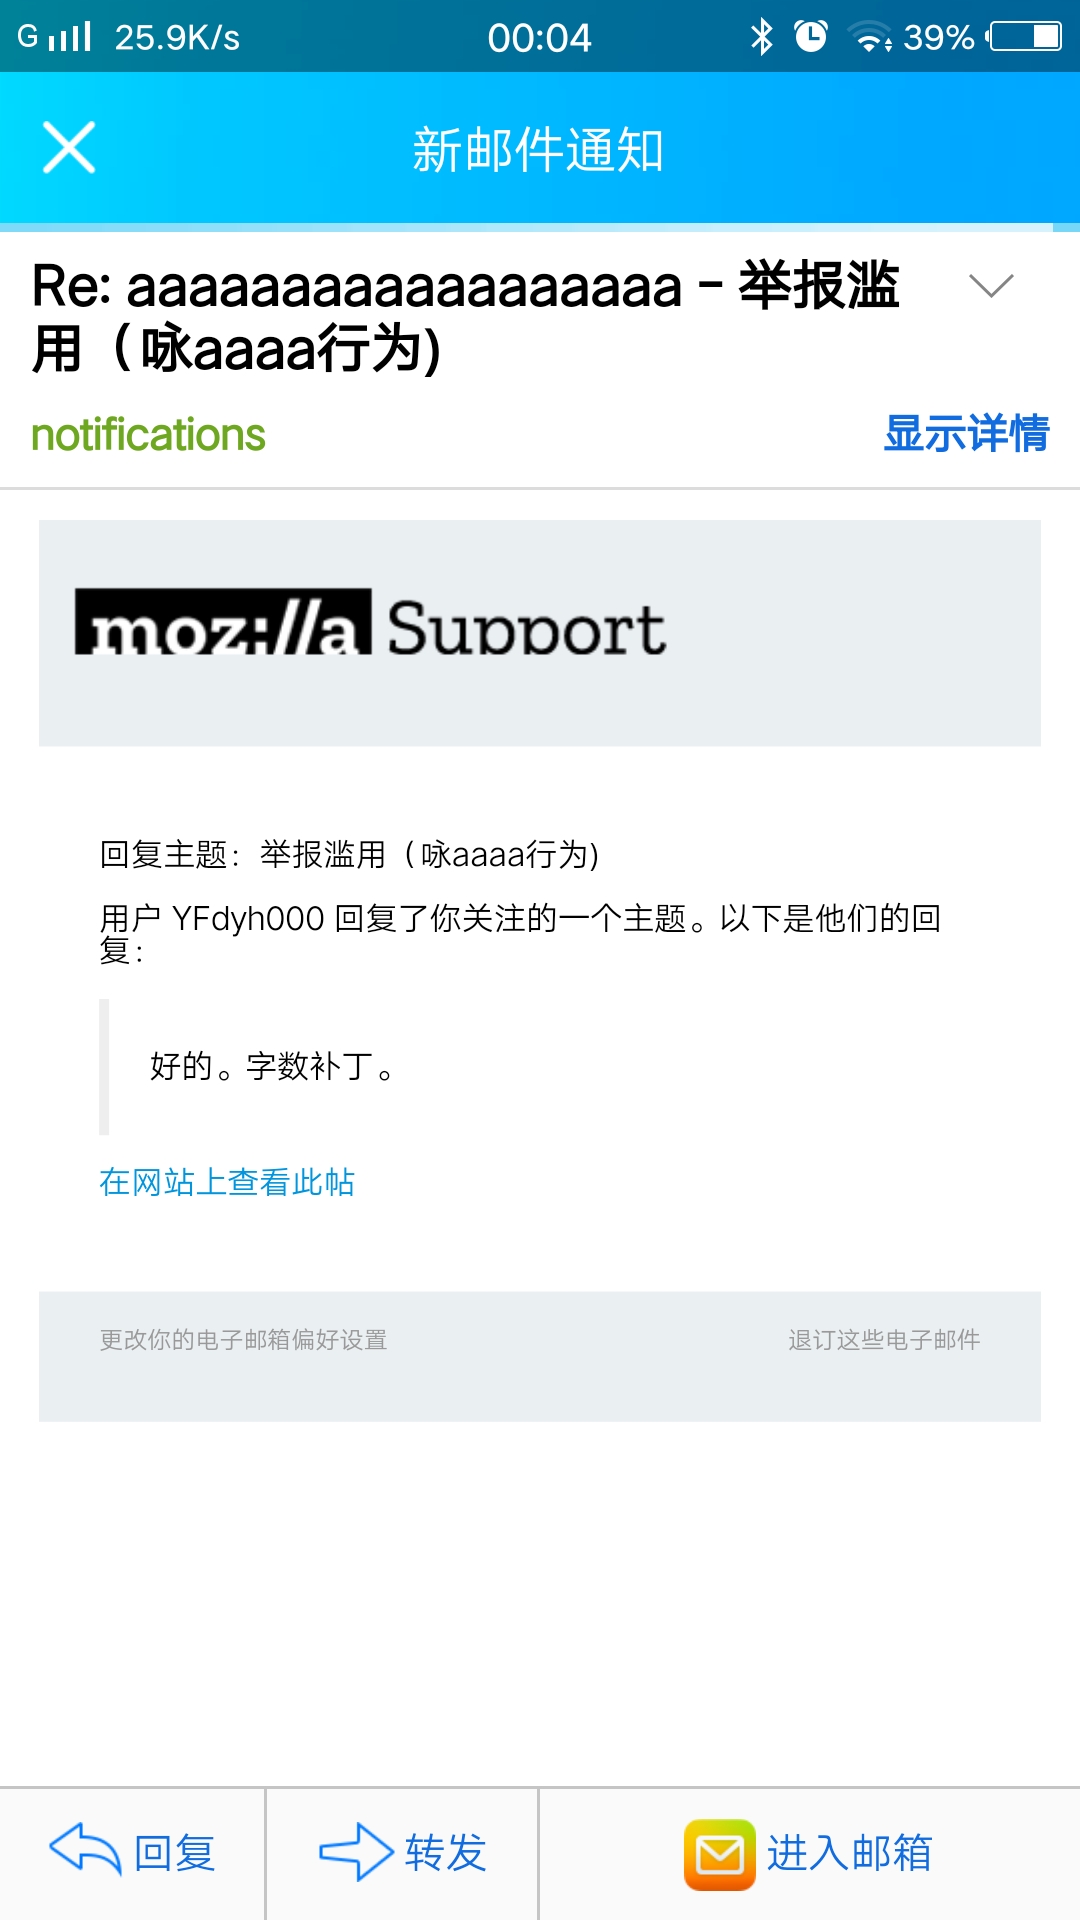 G 25.9K/s 00:04 39%
新邮件通知
Re: aaaaaaaaaaaaaaaaaa - 举报滥
用（咏aaaa行为)
notifications 显示详情
moz://a Support
回复主题：举报滥用（咏aaaa行为)
用户 YFdyh000 回复了你关注的一个主题。以下是他们的回
复：
好的。字数补丁。
在网站上查看此帖
更改你的电子邮箱偏好设置 退订这些电子邮件
回复 转发 进入邮箱